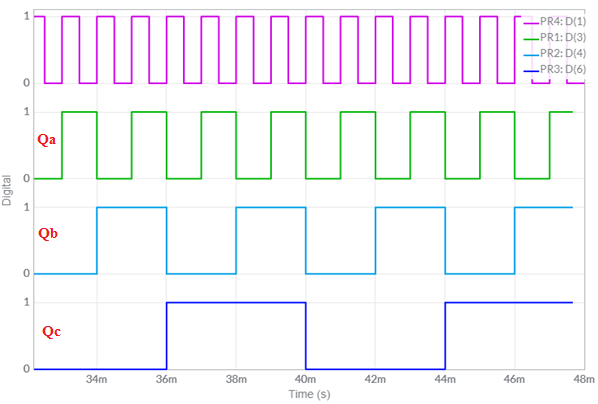 1
PR4: D(1)
PR1: D(3)
PR2: D(4)
0
PR3: D(6)
1
Qa
0
Digital
1
Qb
0
1
Qc
0
34m 36m 38m 40m 42m 44m 46m 48m
Time (s)